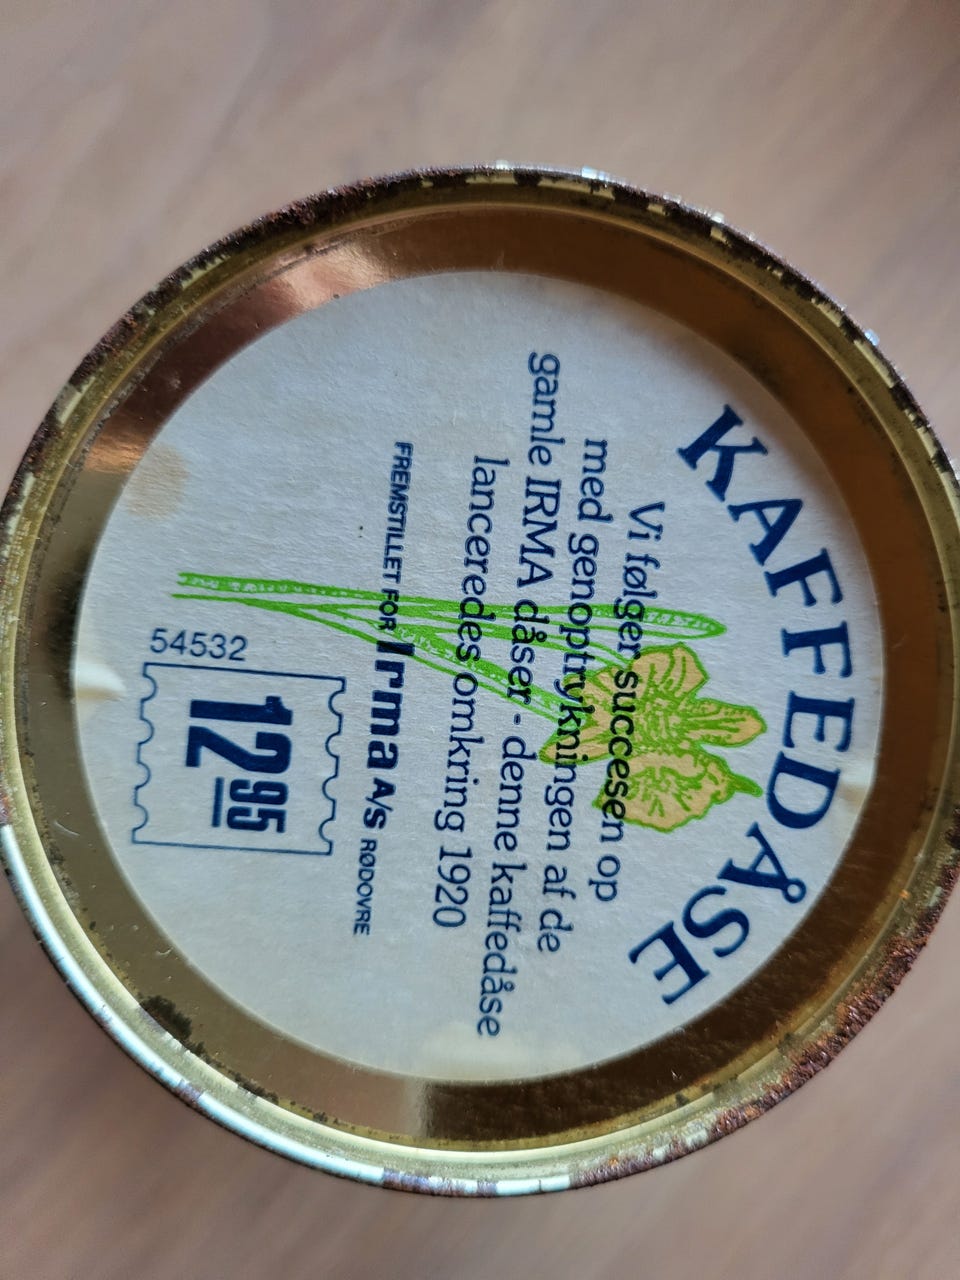 KAFFEDÅSE
Vi følger succesen op
med genoptrykningen af de
gamle IRMA dåser - denne kaffedåse
lanceredes omkring 1920
FREMSTILLET FOR Irma A/S RØDOVRE
54532
12 95